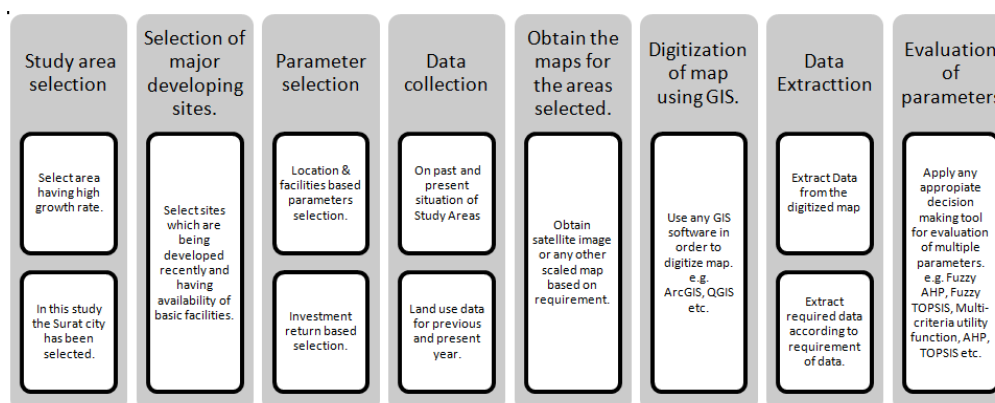 Study area
selection
Select area
having high
growth rate.
In this study
the Surat city
has been
selected.
Selection of
major
developing
sites.
Select sites
which are
being
developed
recently and
having
availability of
basic facilities.
Parameter
selection
Location &
facilities based
parameters
selection.
Investment
return based
selection.
Data
collection
On past and
present
situation of
Study Areas
Land use data
for previous
and present
year.
Obtain the
maps for
the areas
selected.
Obtain
satellite image
or any other
scaled map
based on
requirement.
Digitization
of map
using GIS.
Use any GIS
software in
order to
digitize map.
e.g.
ArcGIS, QGIS
etc.
Data
Extracttion
Extract Data
from the
digitized map
Extract
required data
according to
requirement
of data.
Evaluation
of
parameter
Apply any
appropiate
decision
making tool
for evaluation
of multiple
parameters.
e.g. Fuzzy
AHP, Fuzzy
TOPSIS, Multi-
criteria utility
function, AHP,
TOPSIS etc.